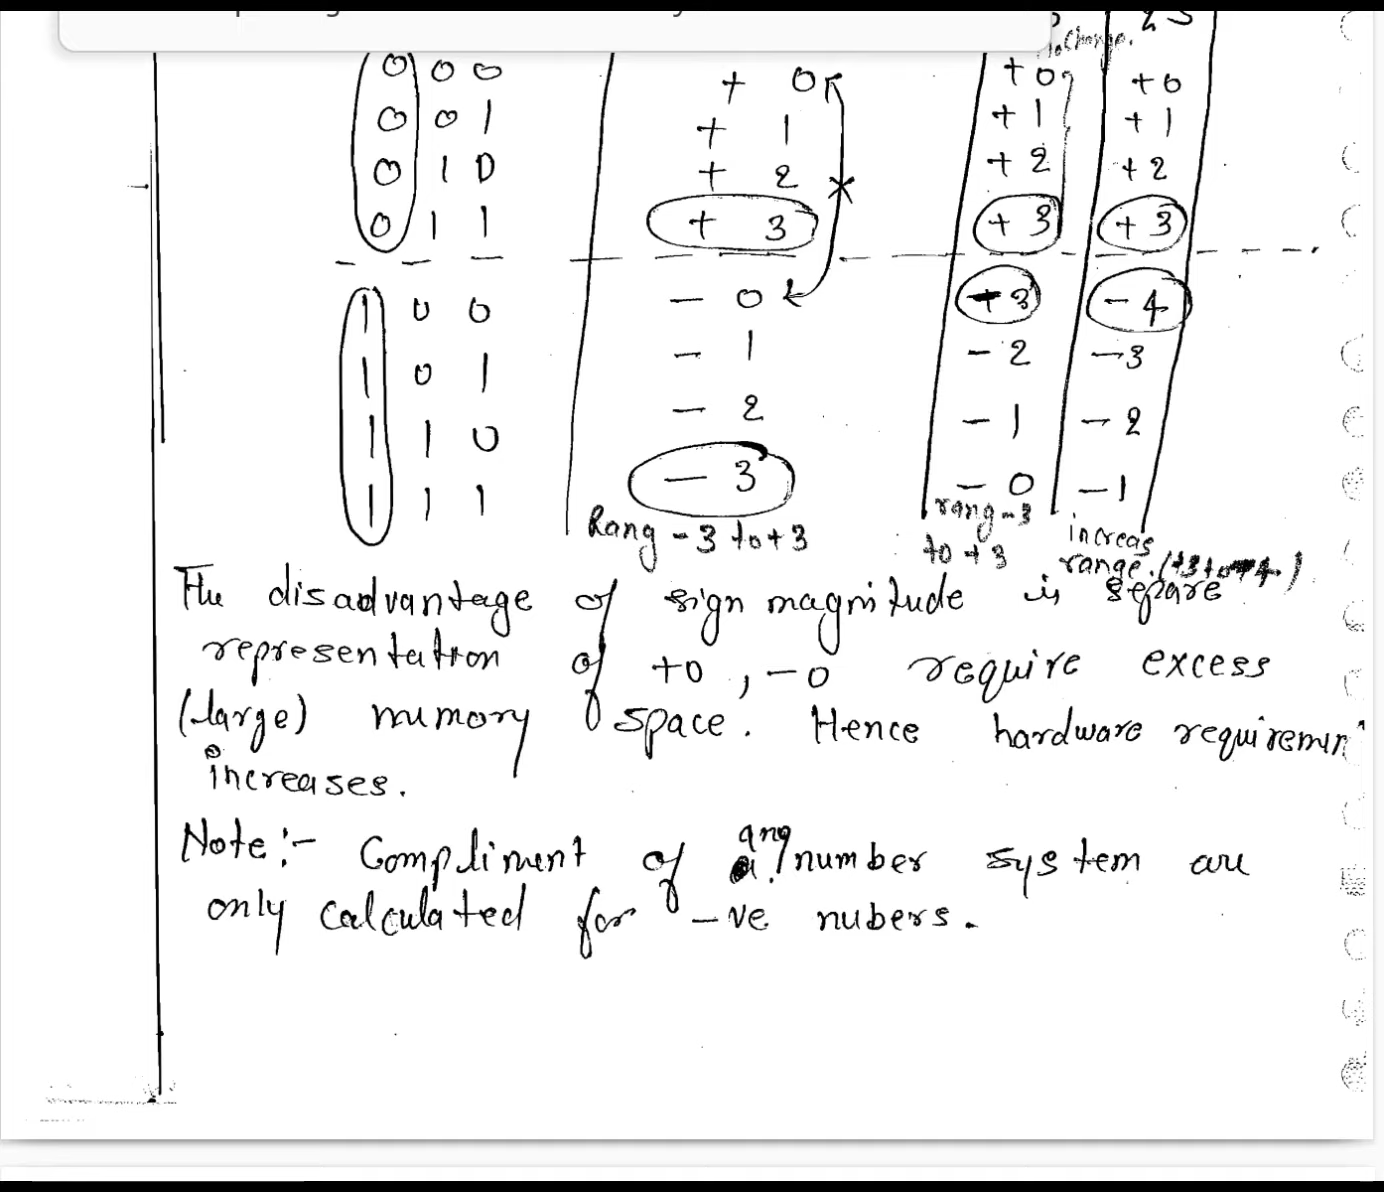 No Change. 2's
0 0 0 + 0 + 0 + 0
0 0 1 + 1 + 1 + 1
0 1 0 + 2 + 2 + 2
0 1 1 + 3 + 3 + 3
1 0 0 - 0 +3 - 4
1 0 1 - 1 - 2 - 3
1 1 0 - 2 - 1 - 2
1 1 1 - 3 - 0 - 1
Rang - 3 to + 3 rang - 3 increas
to + 3 range. (+3 to -4)
The disadvantage of sign magnitude is separe
representation of +0 , -0 require excess
(large) memory space. Hence hardware requiremen
increases.
Note:- Compliment of any number system are
only calculated for -ve nubers.